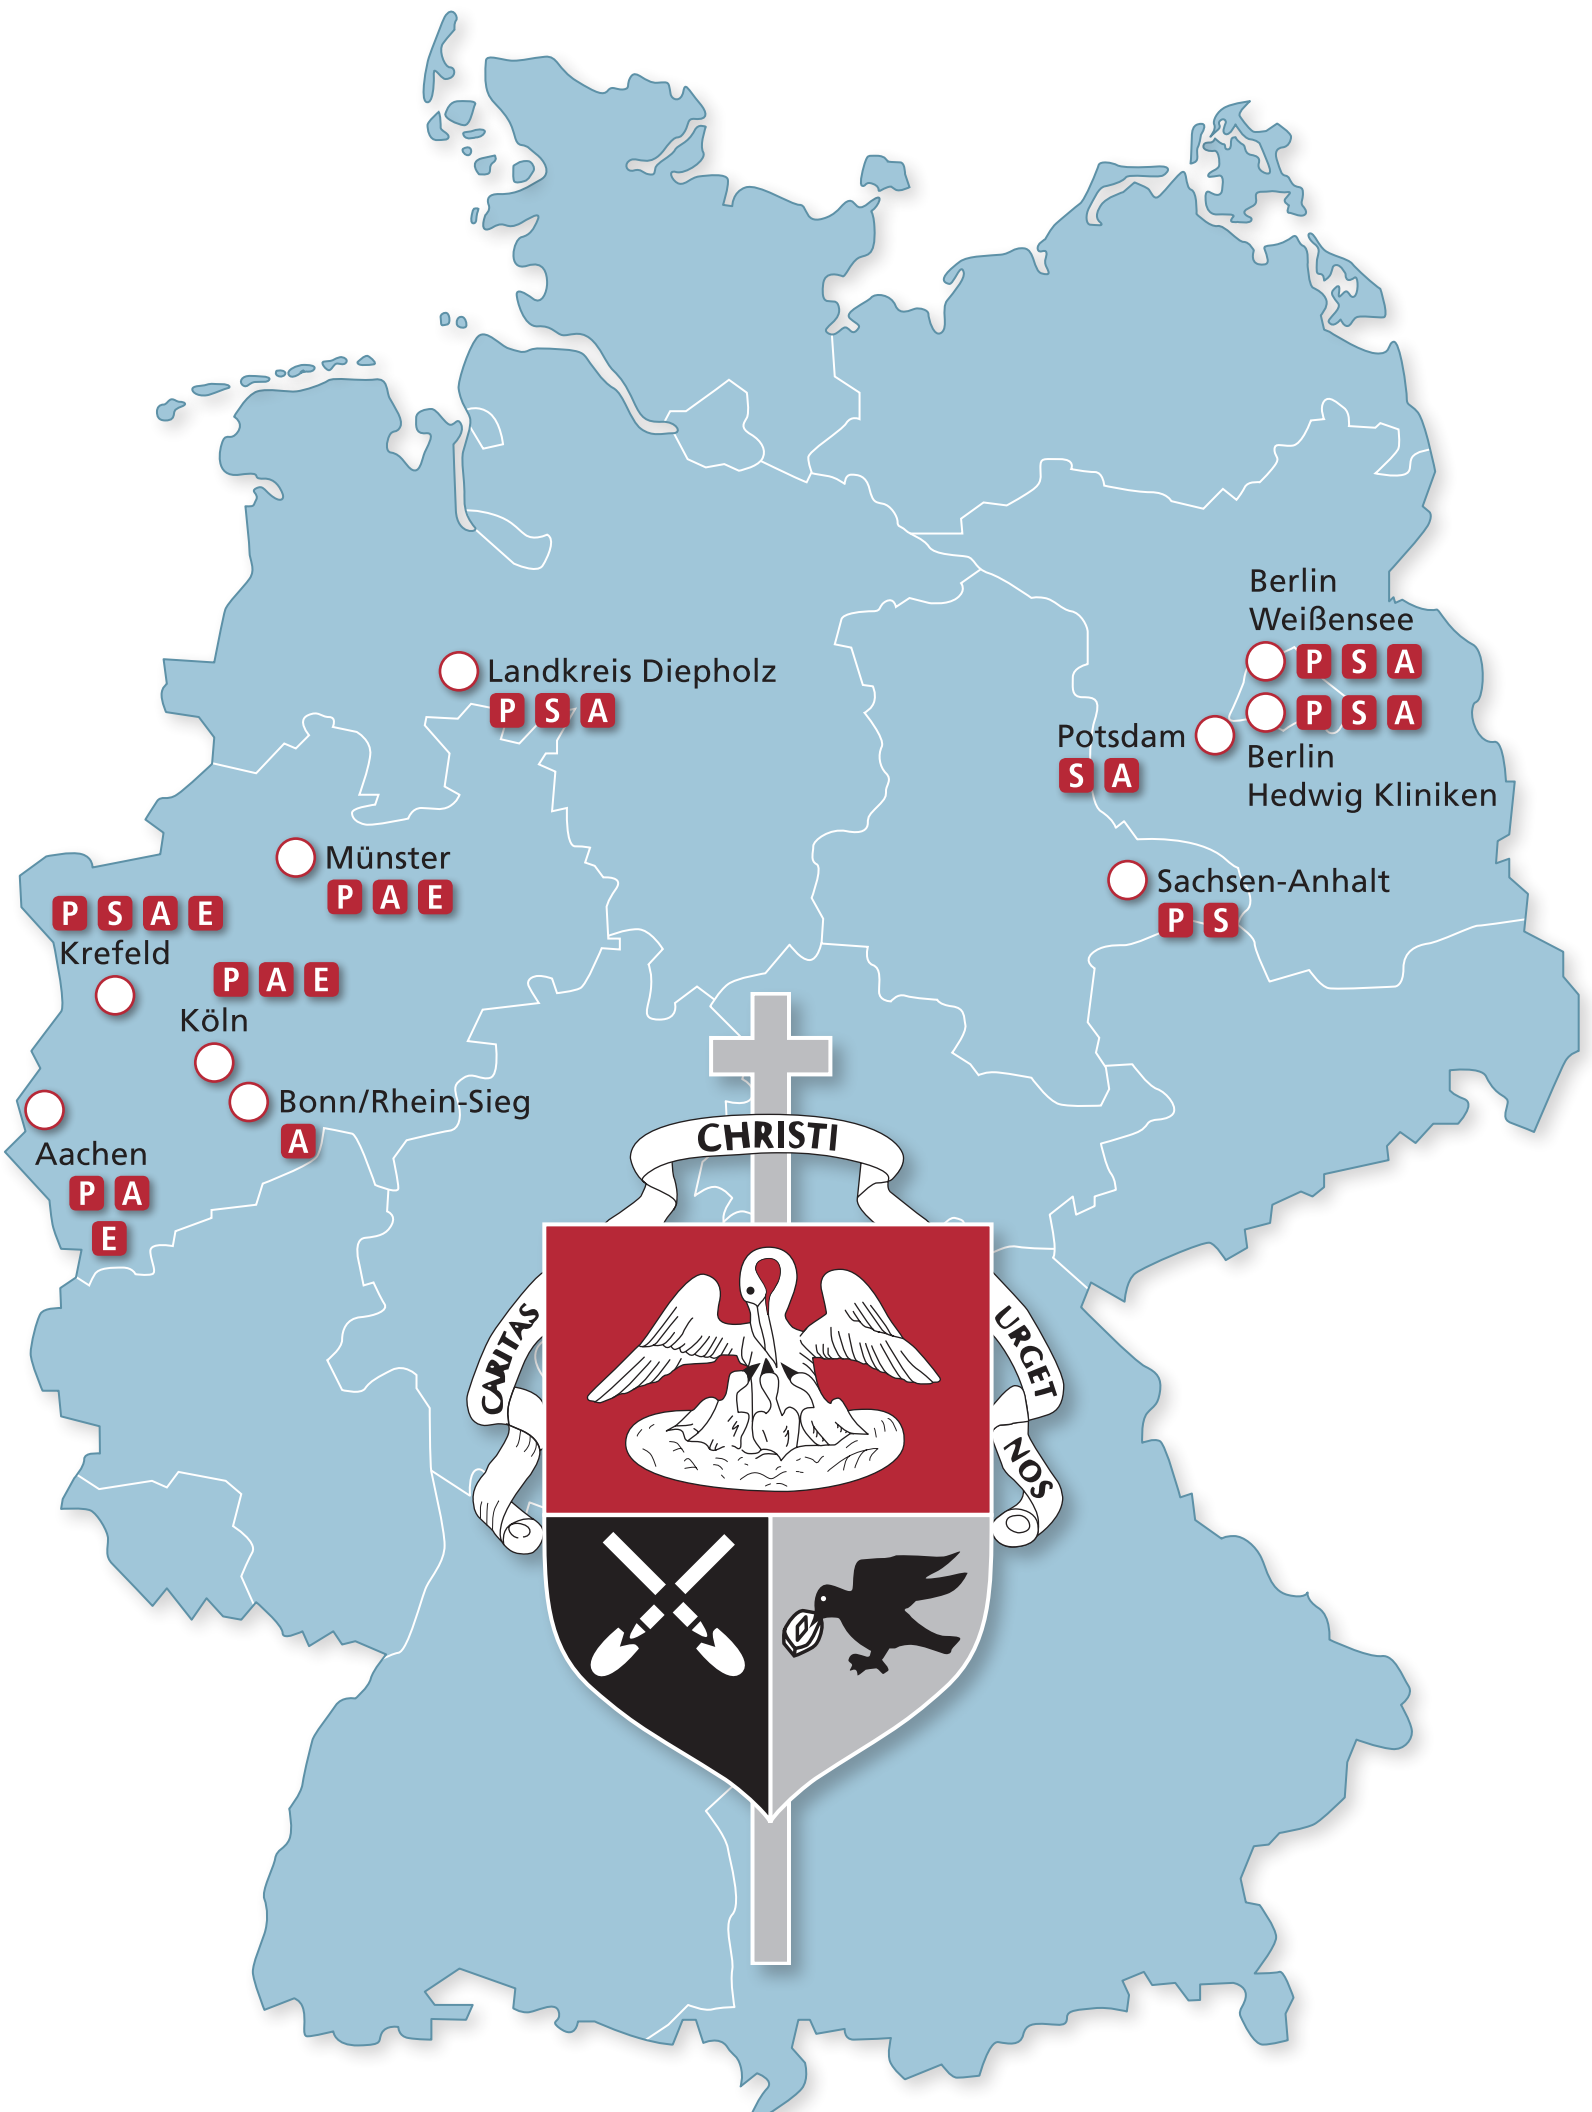 Berlin
Weißensee
P S A
P S A
Berlin
Hedwig Kliniken
Landkreis Diepholz
P S A
Potsdam
S A
Münster
P A E
Sachsen-Anhalt
P S
P S A E
Krefeld
P A E
Köln
Bonn/Rhein-Sieg
A
Aachen
P A
E
CARITAS
CHRISTI
URGET
NOS